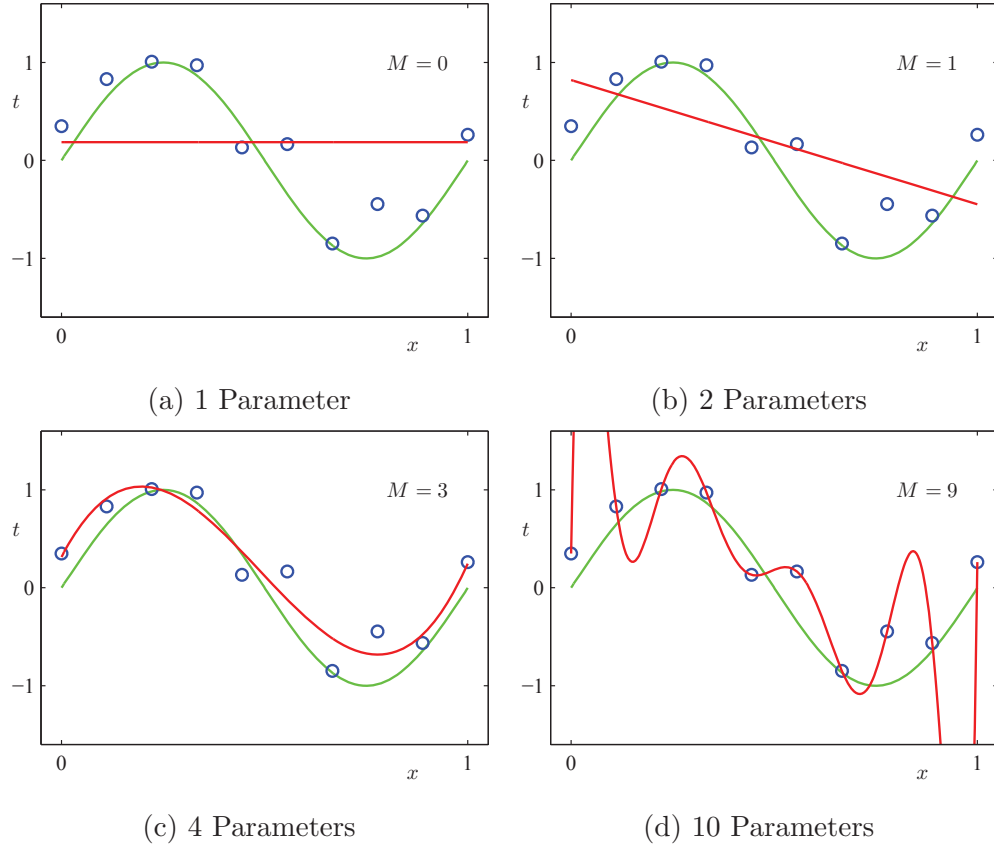 M = 0
1
t
0
−1
0
x
1
(a) 1 Parameter
M = 1
1
t
0
−1
0
x
1
(b) 2 Parameters
M = 3
1
t
0
−1
0
x
1
(c) 4 Parameters
M = 9
1
t
0
−1
0
x
1
(d) 10 Parameters